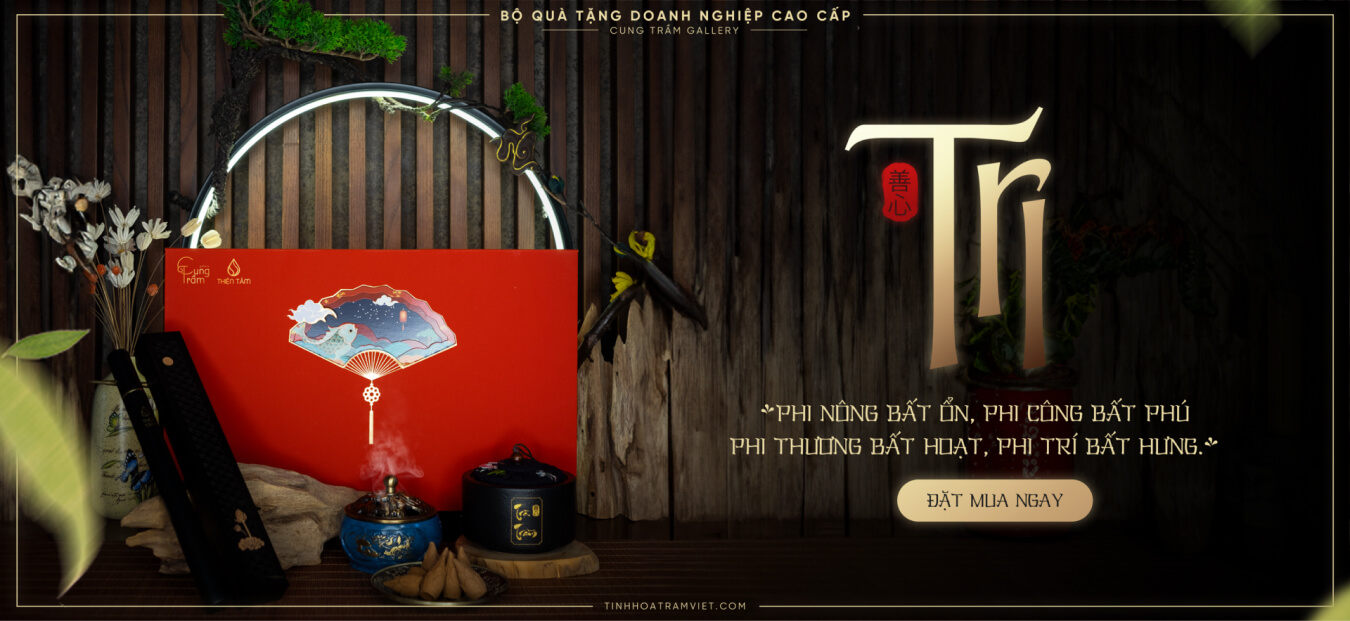 BỘ QUÀ TẶNG DOANH NGHIỆP CAO CẤP
CUNG TRẦM GALLERY
Trí
善心
Cung Trầm
THIỆN TÂM
PHI NÔNG BẤT ỔN, PHI CÔNG BẤT PHÚ
PHI THƯƠNG BẤT HOẠT, PHI TRÍ BẤT HƯNG.
ĐẶT MUA NGAY
TINHHOATRAMVIET.COM